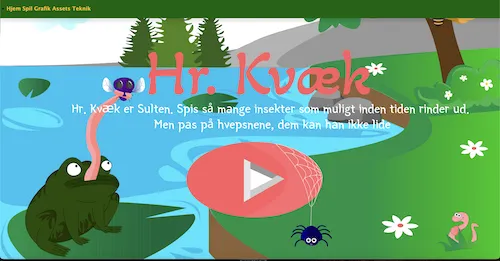 Hjem Spil Grafik Assets Teknik
Hr. Kvæk
Hr. Kvæk er Sulten. Spis så mange insekter som muligt inden tiden rinder ud.
Men pas på hvepsnene, dem kan han ikke lide